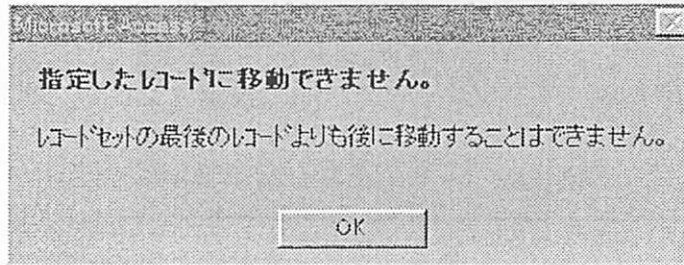 Microsoft Access
指定したレコードに移動できません。
レコードセットの最後のレコードよりも後に移動することはできません。
OK